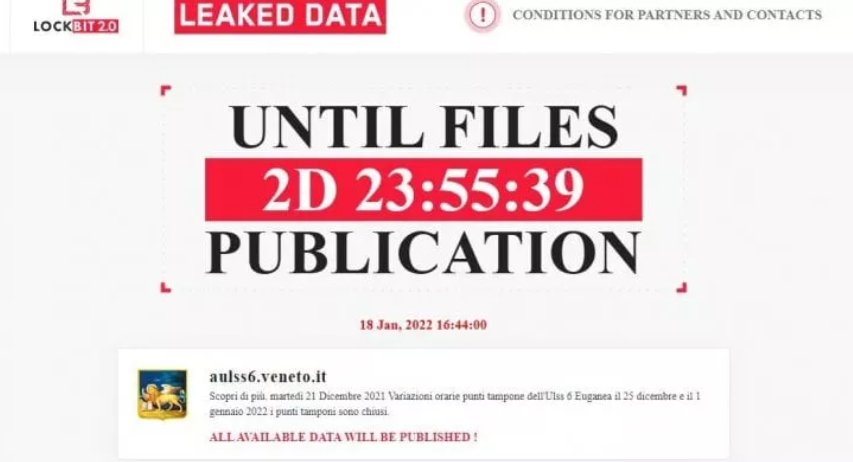 LEAKED DATA
CONDITIONS FOR PARTNERS AND CONTACTS
LOCKBIT 2.0
UNTIL FILES
2D 23:55:39
PUBLICATION
18 Jan, 2022 16:44:00
aulss6.veneto.it
Scopri di più. martedì 21 Dicembre 2021 Variazioni orarie punti tampone dell'Ulss 6 Euganea il 25 dicembre e il 1
gennaio 2022 i punti tamponi sono chiusi.
ALL AVAILABLE DATA WILL BE PUBLISHED !